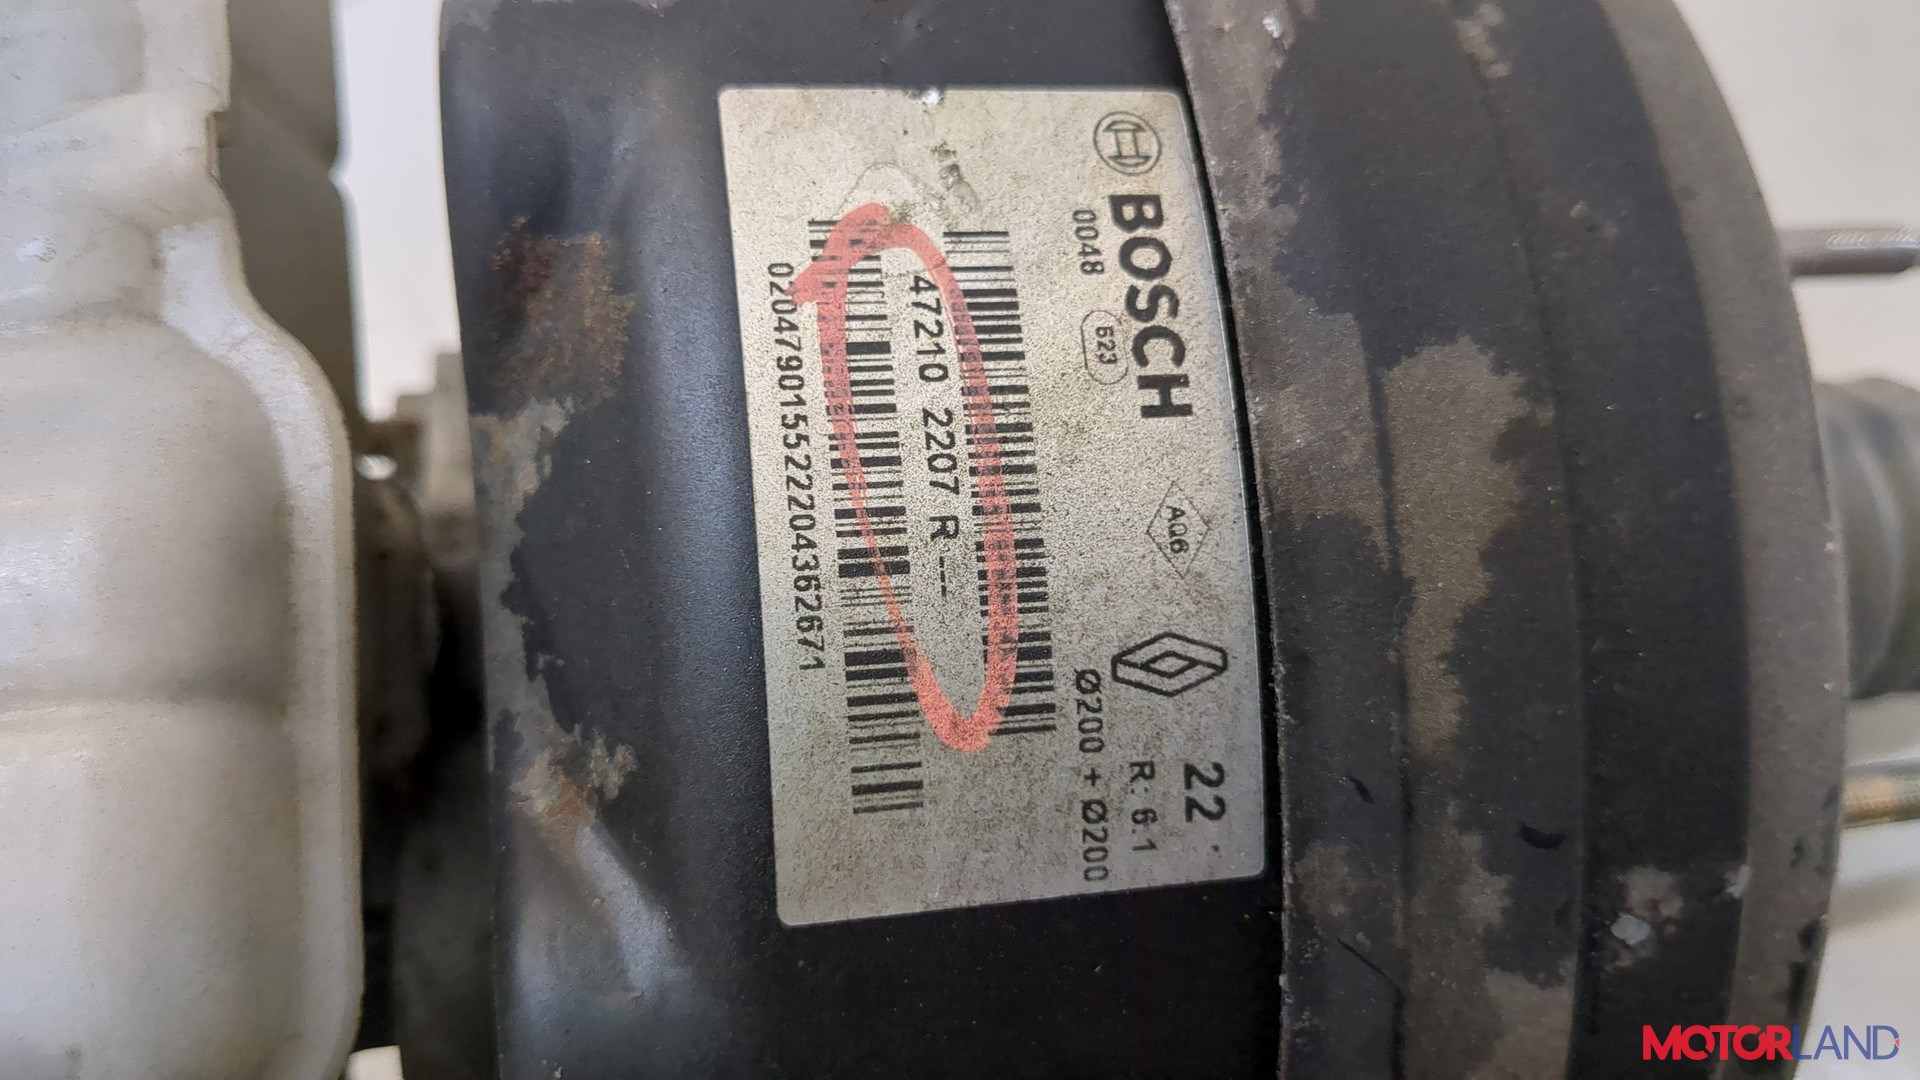 BOSCH
0048
523
A06
22
R: 6.1
Ø200 + Ø200
47210 2207 R ---
0204790155222204362671
MOTORLAND